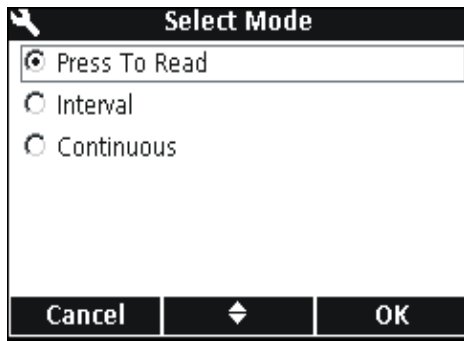 Select Mode
Press To Read
Interval
Continuous
Cancel OK